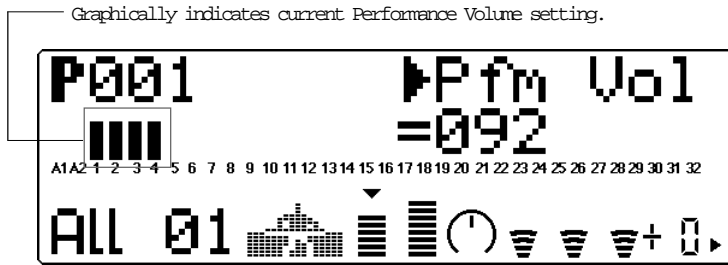 Graphically indicates current Performance Volume setting.
P001 ▶Pfm Vol
=092
A1 A2 1 2 3 4 5 6 7 8 9 10 11 12 13 14 15 16 17 18 19 20 21 22 23 24 25 26 27 28 29 30 31 32
All 01 + 0